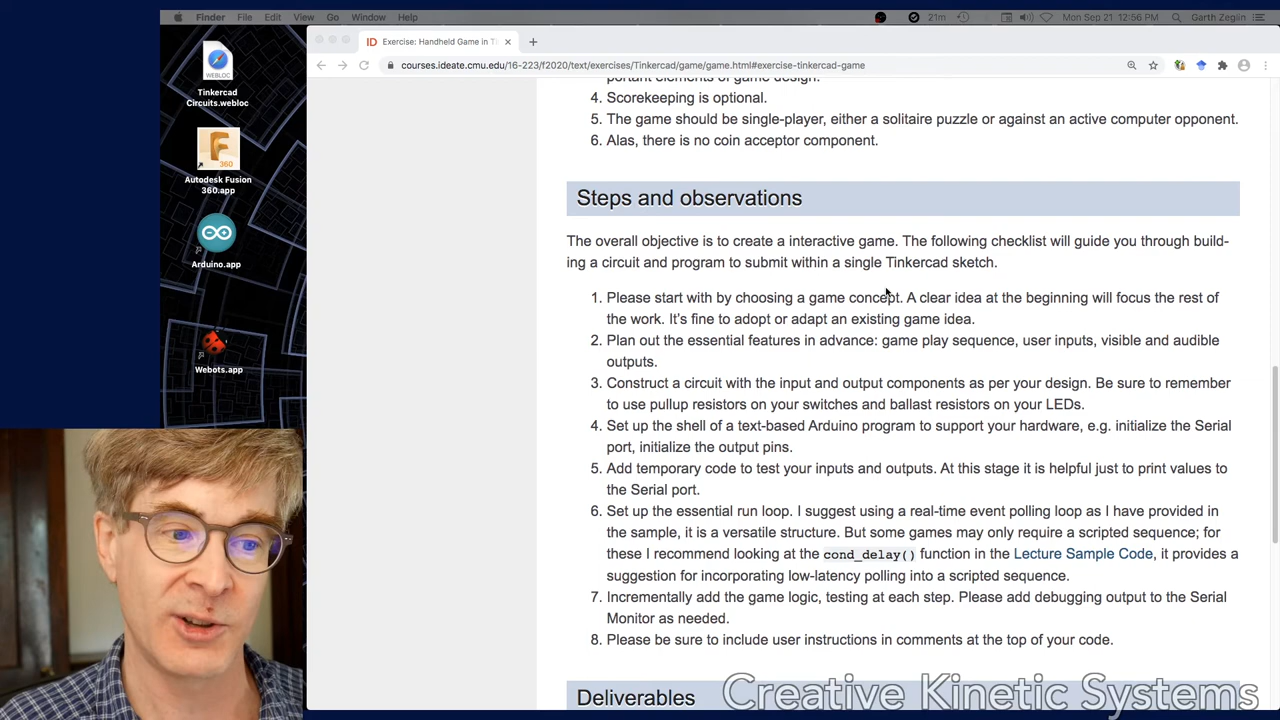 Finder File Edit View Go Window Help 21m Mon Sep 21 12:56 PM Garth Zeglin
ID Exercise: Handheld Game in T
courses.ideate.cmu.edu/16-223/f2020/text/exercises/Tinkercad/game/game.html#exercise-tinkercad-game
WEBLOC
Tinkercad
Circuits.webloc
360
Autodesk Fusion
360.app
Arduino.app
Webots.app
portant elements of game design.
4. Scorekeeping is optional.
5. The game should be single-player, either a solitaire puzzle or against an active computer opponent.
6. Alas, there is no coin acceptor component.
Steps and observations
The overall objective is to create a interactive game. The following checklist will guide you through build-
ing a circuit and program to submit within a single Tinkercad sketch.
1. Please start with by choosing a game concept. A clear idea at the beginning will focus the rest of
the work. It's fine to adopt or adapt an existing game idea.
2. Plan out the essential features in advance: game play sequence, user inputs, visible and audible
outputs.
3. Construct a circuit with the input and output components as per your design. Be sure to remember
to use pullup resistors on your switches and ballast resistors on your LEDs.
4. Set up the shell of a text-based Arduino program to support your hardware, e.g. initialize the Serial
port, initialize the output pins.
5. Add temporary code to test your inputs and outputs. At this stage it is helpful just to print values to
the Serial port.
6. Set up the essential run loop. I suggest using a real-time event polling loop as I have provided in
the sample, it is a versatile structure. But some games may only require a scripted sequence; for
these I recommend looking at the cond_delay() function in the Lecture Sample Code, it provides a
suggestion for incorporating low-latency polling into a scripted sequence.
7. Incrementally add the game logic, testing at each step. Please add debugging output to the Serial
Monitor as needed.
8. Please be sure to include user instructions in comments at the top of your code.
Deliverables
Creative Kinetic Systems